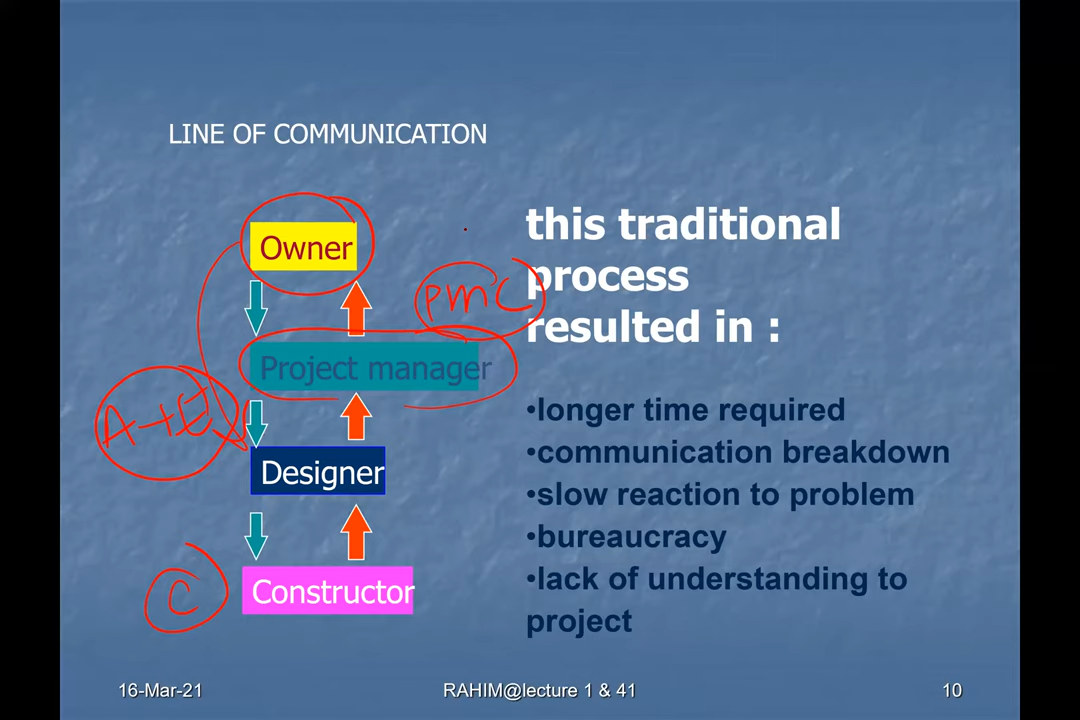 LINE OF COMMUNICATION
Owner
Project manager
Designer
Constructor
PMC
A+E
C
this traditional
process
resulted in :
•longer time required
•communication breakdown
•slow reaction to problem
•bureaucracy
•lack of understanding to
project
16-Mar-21
RAHIM@lecture 1 & 41
10